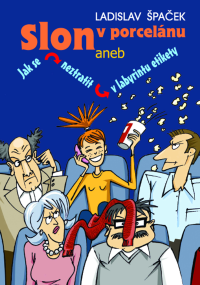 LADISLAV ŠPAČEK
Slon v porcelánu
aneb
Jak se neztratit v labyrintu etikety